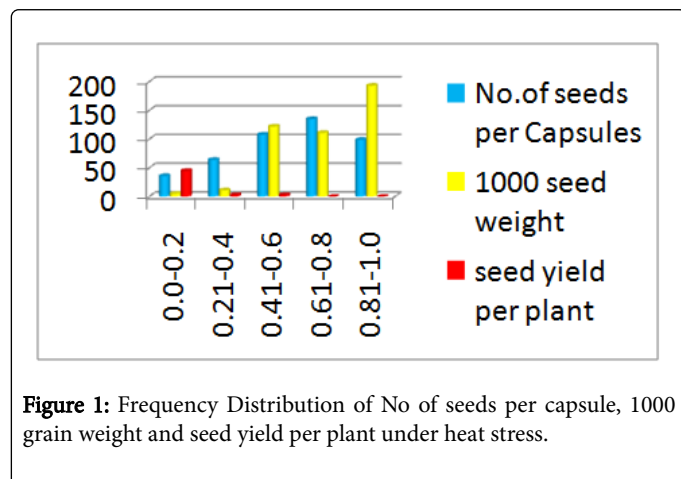 200
150
100
50
0
0.0-0.2
0.21-0.4
0.41-0.6
0.61-0.8
0.81-1.0
No.of seeds
per Capsules
1000 seed
weight
seed yield
per plant
Figure 1: Frequency Distribution of No of seeds per capsule, 1000
grain weight and seed yield per plant under heat stress.